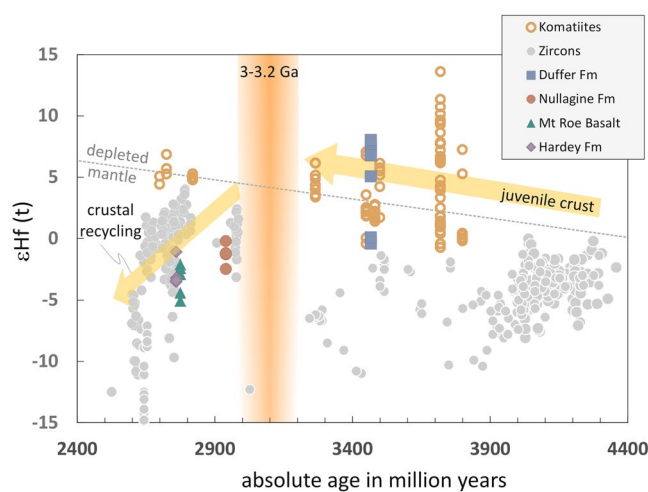 Komatiites
Zircons
Duffer Fm
Nullagine Fm
Mt Roe Basalt
Hardey Fm
15
10
5
0
-5
-10
-15
εHf (t)
3-3.2 Ga
depleted
mantle
crustal
recycling
juvenile crust
2400 2900 3400 3900 4400
absolute age in million years